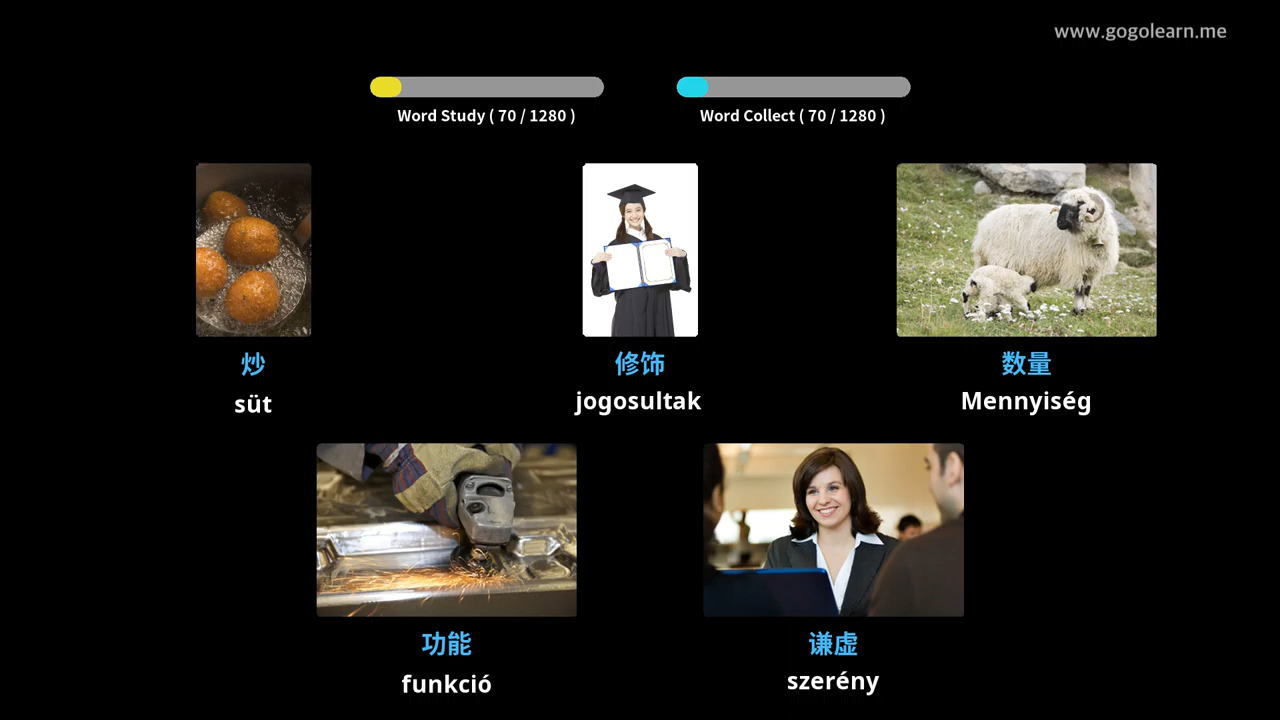 www.gogolearn.me
Word Study ( 70 / 1280 )
Word Collect ( 70 / 1280 )
炒
süt
修饰
jogosultak
数量
Mennyiség
功能
funkció
谦虚
szerény